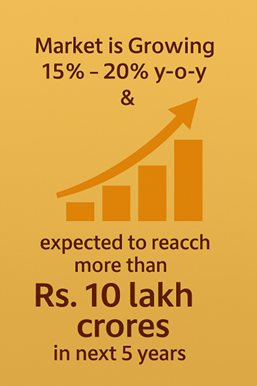 Market is Growing
15% – 20% y-o-y
&
expected to reacch
more than
Rs. 10 lakh
crores
in next 5 years